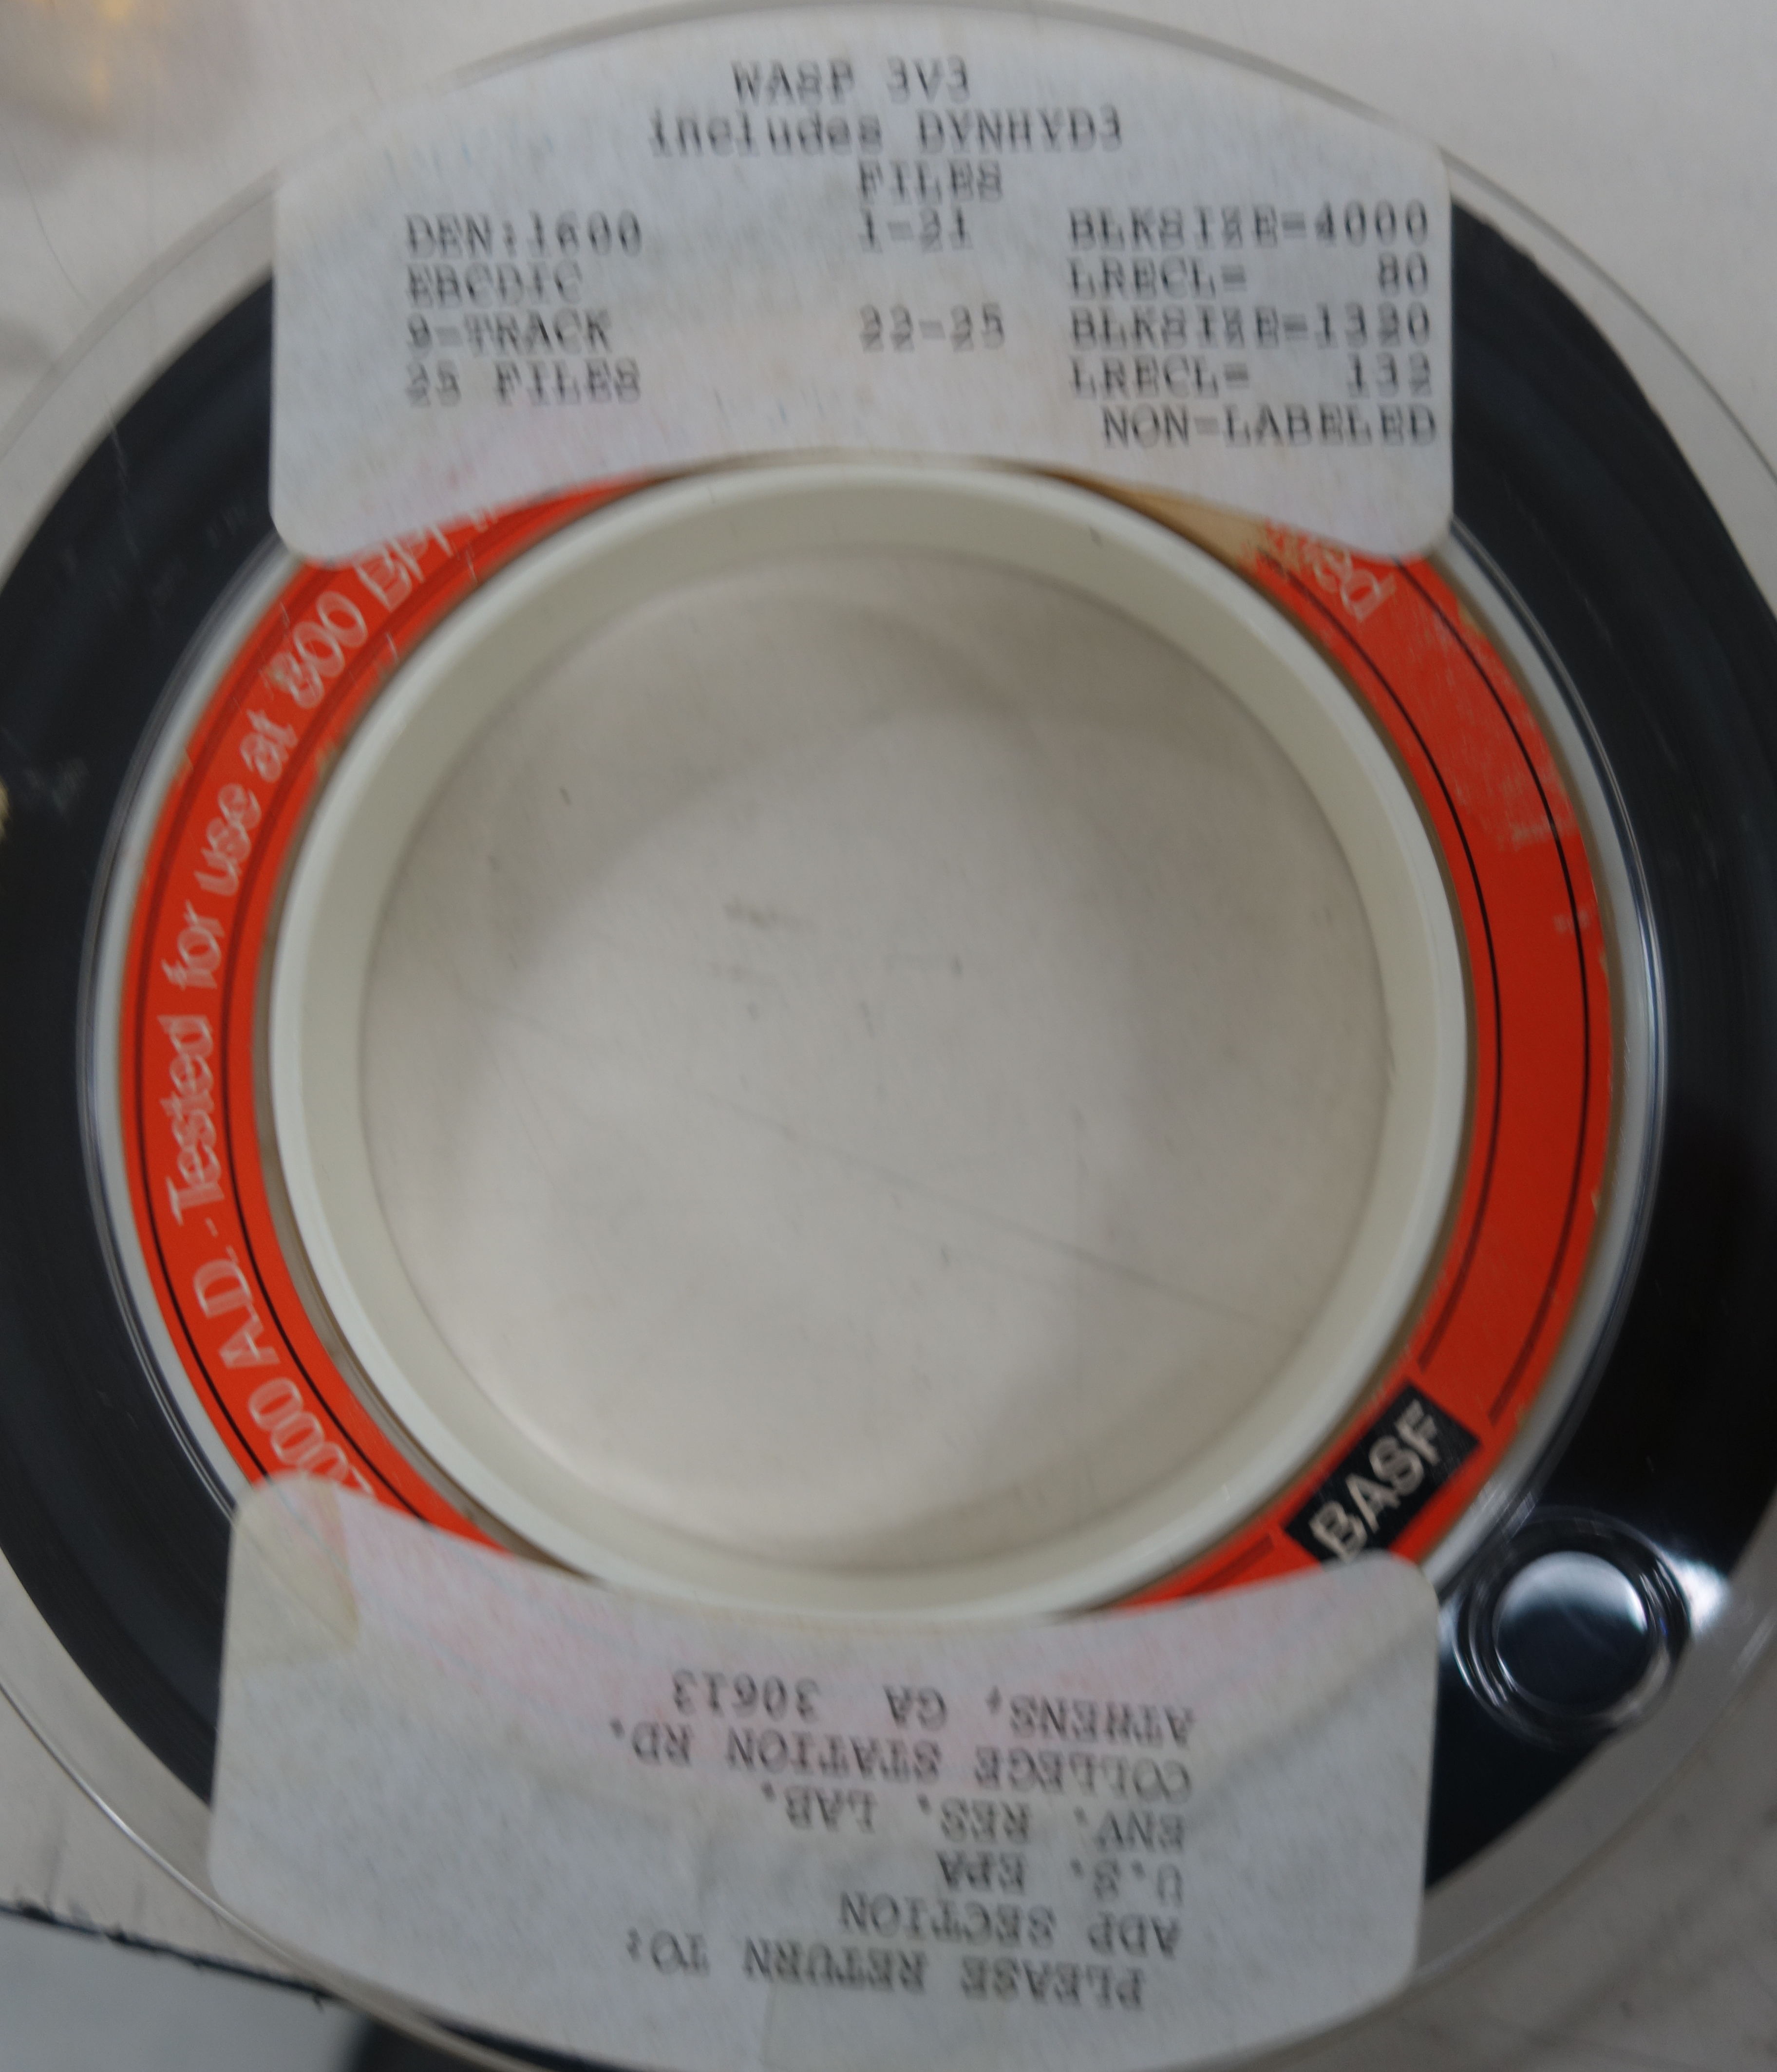 WASP 3V3
includes DYNHYD3
FILES
DEN:1600 1-21 BLKSIZE=4000
EBCDIC LRECL= 80
9-TRACK 22-25 BLKSIZE=1320
25 FILES LRECL= 132
NON-LABELED
000 A.D. - Tested for use at 800 BPI
BASF
PLEASE RETURN TO:
ADP SECTION
U.S. EPA
ENV. RES. LAB.
COLLEGE STATION RD.
ATHENS, GA 30613